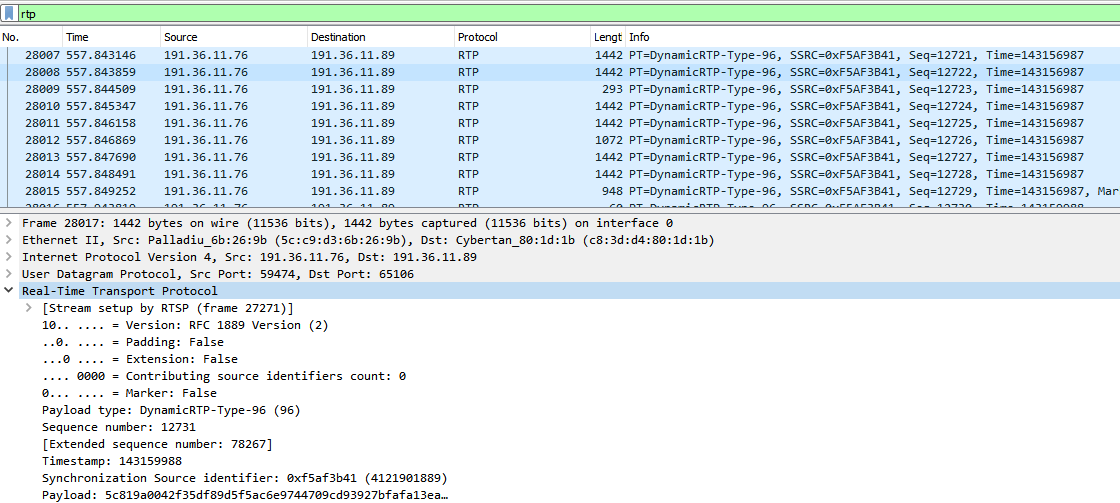 rtp
No. Time Source Destination Protocol Lengt Info
28007 557.843146 191.36.11.76 191.36.11.89 RTP 1442 PT=DynamicRTP-Type-96, SSRC=0xF5AF3B41, Seq=12721, Time=143156987
28008 557.843859 191.36.11.76 191.36.11.89 RTP 1442 PT=DynamicRTP-Type-96, SSRC=0xF5AF3B41, Seq=12722, Time=143156987
28009 557.844509 191.36.11.76 191.36.11.89 RTP 293 PT=DynamicRTP-Type-96, SSRC=0xF5AF3B41, Seq=12723, Time=143156987
28010 557.845347 191.36.11.76 191.36.11.89 RTP 1442 PT=DynamicRTP-Type-96, SSRC=0xF5AF3B41, Seq=12724, Time=143156987
28011 557.846158 191.36.11.76 191.36.11.89 RTP 1442 PT=DynamicRTP-Type-96, SSRC=0xF5AF3B41, Seq=12725, Time=143156987
28012 557.846869 191.36.11.76 191.36.11.89 RTP 1072 PT=DynamicRTP-Type-96, SSRC=0xF5AF3B41, Seq=12726, Time=143156987
28013 557.847690 191.36.11.76 191.36.11.89 RTP 1442 PT=DynamicRTP-Type-96, SSRC=0xF5AF3B41, Seq=12727, Time=143156987
28014 557.848491 191.36.11.76 191.36.11.89 RTP 1442 PT=DynamicRTP-Type-96, SSRC=0xF5AF3B41, Seq=12728, Time=143156987
28015 557.849252 191.36.11.76 191.36.11.89 RTP 948 PT=DynamicRTP-Type-96, SSRC=0xF5AF3B41, Seq=12729, Time=143156987, Mar
Frame 28017: 1442 bytes on wire (11536 bits), 1442 bytes captured (11536 bits) on interface 0
Ethernet II, Src: Palladiu_6b:26:9b (5c:c9:d3:6b:26:9b), Dst: Cybertan_80:1d:1b (c8:3d:d4:80:1d:1b)
Internet Protocol Version 4, Src: 191.36.11.76, Dst: 191.36.11.89
User Datagram Protocol, Src Port: 59474, Dst Port: 65106
Real-Time Transport Protocol
[Stream setup by RTSP (frame 27271)]
10.. .... = Version: RFC 1889 Version (2)
..0. .... = Padding: False
...0 .... = Extension: False
.... 0000 = Contributing source identifiers count: 0
0... .... = Marker: False
Payload type: DynamicRTP-Type-96 (96)
Sequence number: 12731
[Extended sequence number: 78267]
Timestamp: 143159988
Synchronization Source identifier: 0xf5af3b41 (4121901889)
Payload: 5c819a0042f35df89d5f5ac6e9744709cd93927bfafa13ea…